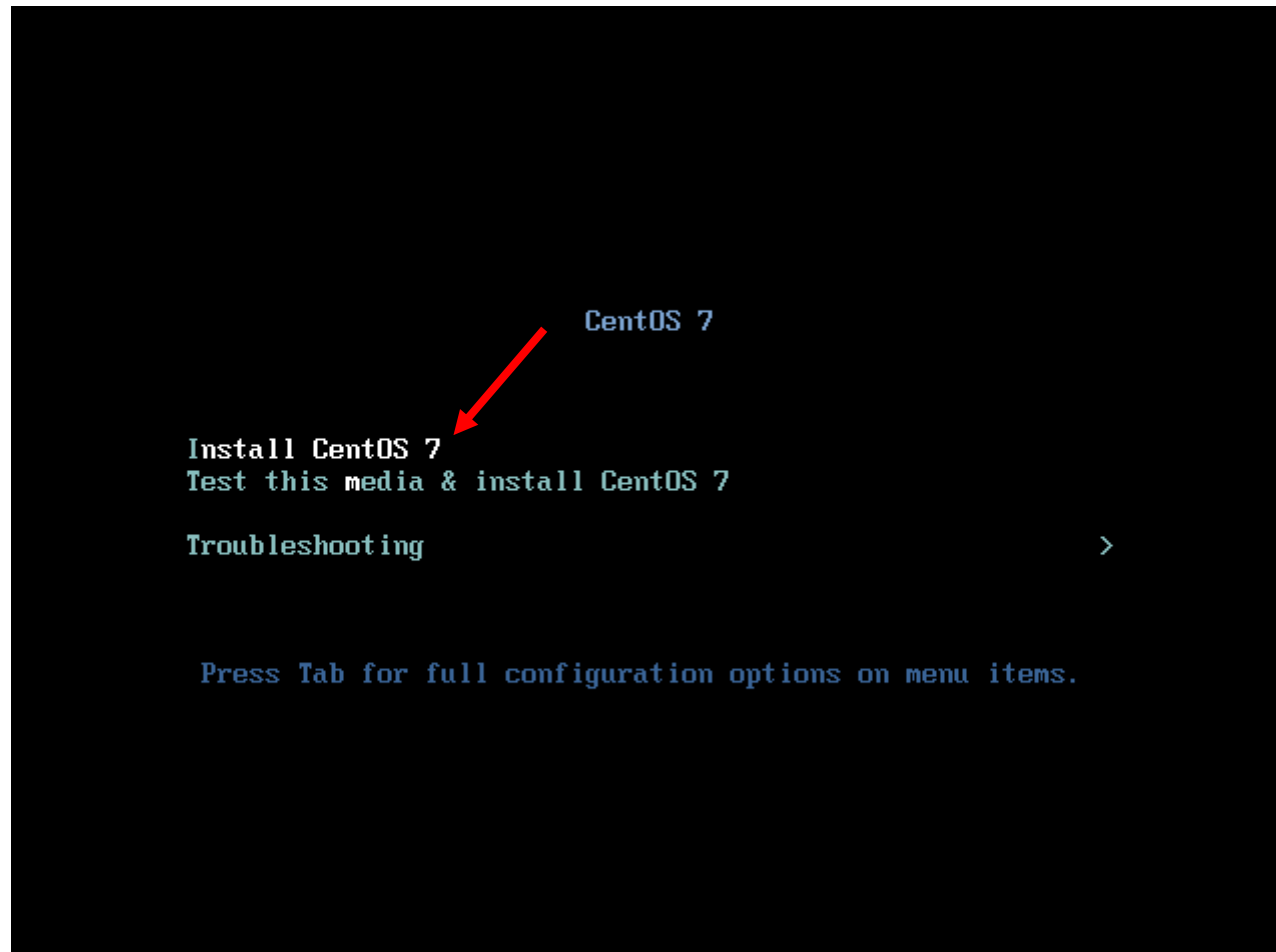 CentOS 7
Install CentOS 7
Test this media & install CentOS 7
Troubleshooting >
Press Tab for full configuration options on menu items.